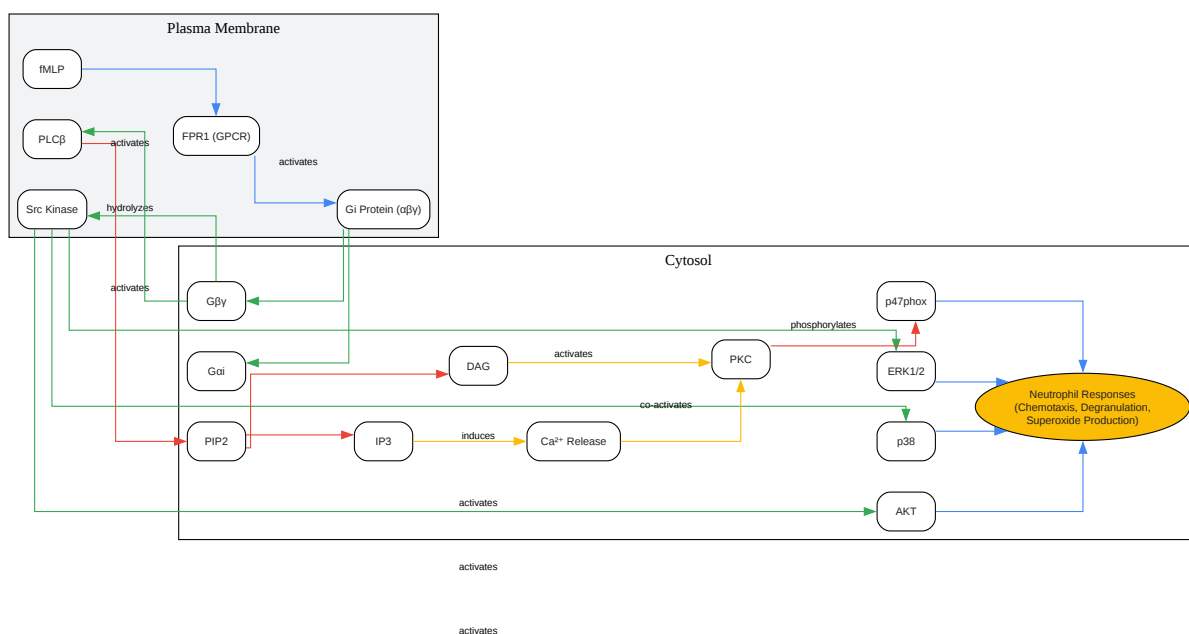 Plasma Membrane
fMLP
PLCβ
activates
FPR1 (GPCR)
activates
Src Kinase
hydrolyzes
Gi Protein (αβγ)
Cytosol
activates
Gβγ
p47phox
phosphorylates
Gαi
DAG
activates
PKC
ERK1/2
Neutrophil Responses
(Chemotaxis, Degranulation,
Superoxide Production)
co-activates
PIP2
IP3
induces
Ca²⁺ Release
p38
activates
AKT
activates
activates